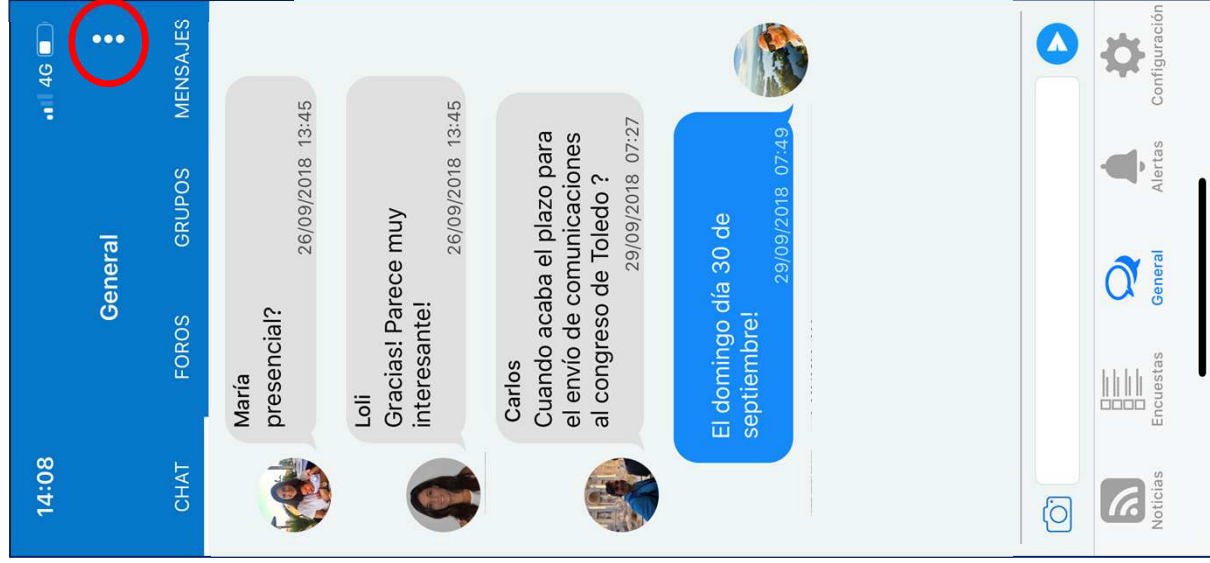 14:08 4G
General
CHAT FOROS GRUPOS MENSAJES
María
presencial?
26/09/2018 13:45
Loli
Gracias! Parece muy
interesante!
26/09/2018 13:45
Carlos
Cuando acaba el plazo para
el envío de comunicaciones
al congreso de Toledo ?
29/09/2018 07:27
El domingo día 30 de
septiembre!
29/09/2018 07:49
Noticias Encuestas General Alertas Configuración